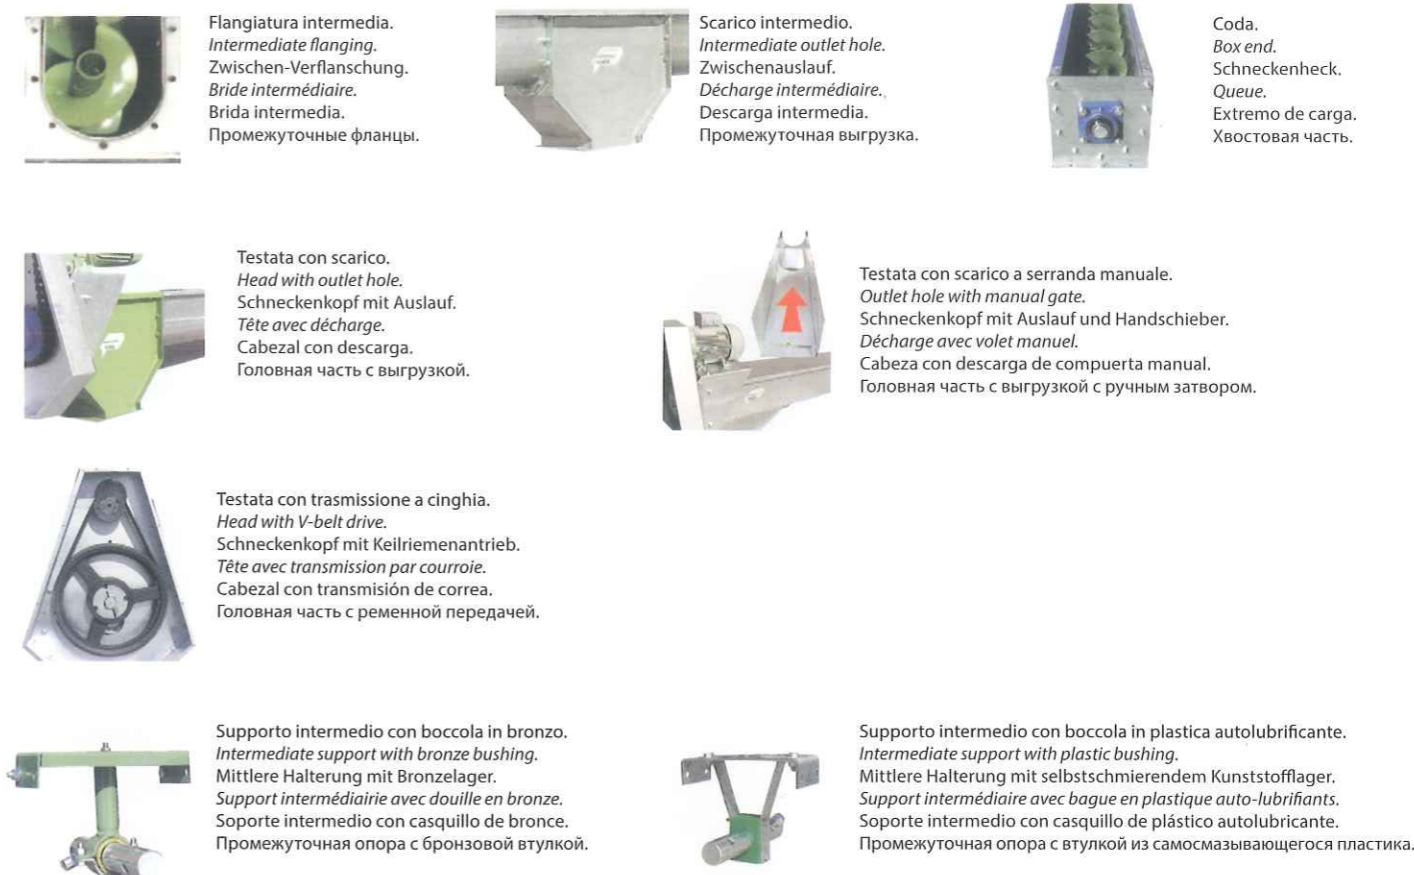 Flangiatura intermedia.
Intermediate flanging.
Zwischen-Verflanschung.
Bride intermédiaire.
Brida intermedia.
Промежуточные фланцы.
Scarico intermedio.
Intermediate outlet hole.
Zwischenauslauf.
Décharge intermédiaire.
Descarga intermedia.
Промежуточная выгрузка.
Coda.
Box end.
Schneckenheck.
Queue.
Extremo de carga.
Хвостовая часть.
Testata con scarico.
Head with outlet hole.
Schneckenkopf mit Auslauf.
Tête avec décharge.
Cabezal con descarga.
Головная часть с выгрузкой.
Testata con scarico a serranda manuale.
Outlet hole with manual gate.
Schneckenkopf mit Auslauf und Handschieber.
Décharge avec volet manuel.
Cabeza con descarga de compuerta manual.
Головная часть с выгрузкой с ручным затвором.
Testata con trasmissione a cinghia.
Head with V-belt drive.
Schneckenkopf mit Keilriemenantrieb.
Tête avec transmission par courroie.
Cabezal con transmisión de correa.
Головная часть с ременной передачей.
Supporto intermedio con boccola in bronzo.
Intermediate support with bronze bushing.
Mittlere Halterung mit Bronzelager.
Support intermédiairie avec douille en bronze.
Soporte intermedio con casquillo de bronce.
Промежуточная опора с бронзовой втулкой.
Supporto intermedio con boccola in plastica autolubrificante.
Intermediate support with plastic bushing.
Mittlere Halterung mit selbstschmierendem Kunststofflager.
Support intermédiaire avec bague en plastique auto-lubrifiants.
Soporte intermedio con casquillo de plástico autolubricante.
Промежуточная опора с втулкой из самосмазывающегося пластика.